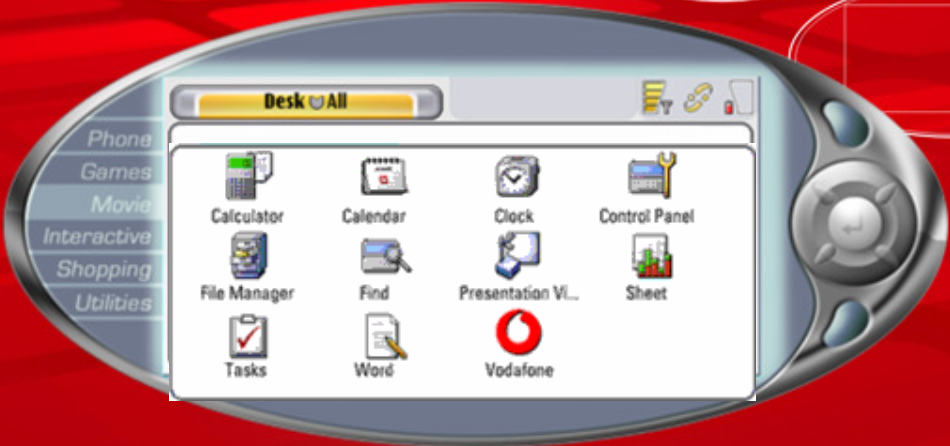 Desk All
Phone
Games
Movie
Interactive
Shopping
Utilities
Calculator Calendar Clock Control Panel
File Manager Find Presentation Vi... Sheet
Tasks Word Vodafone